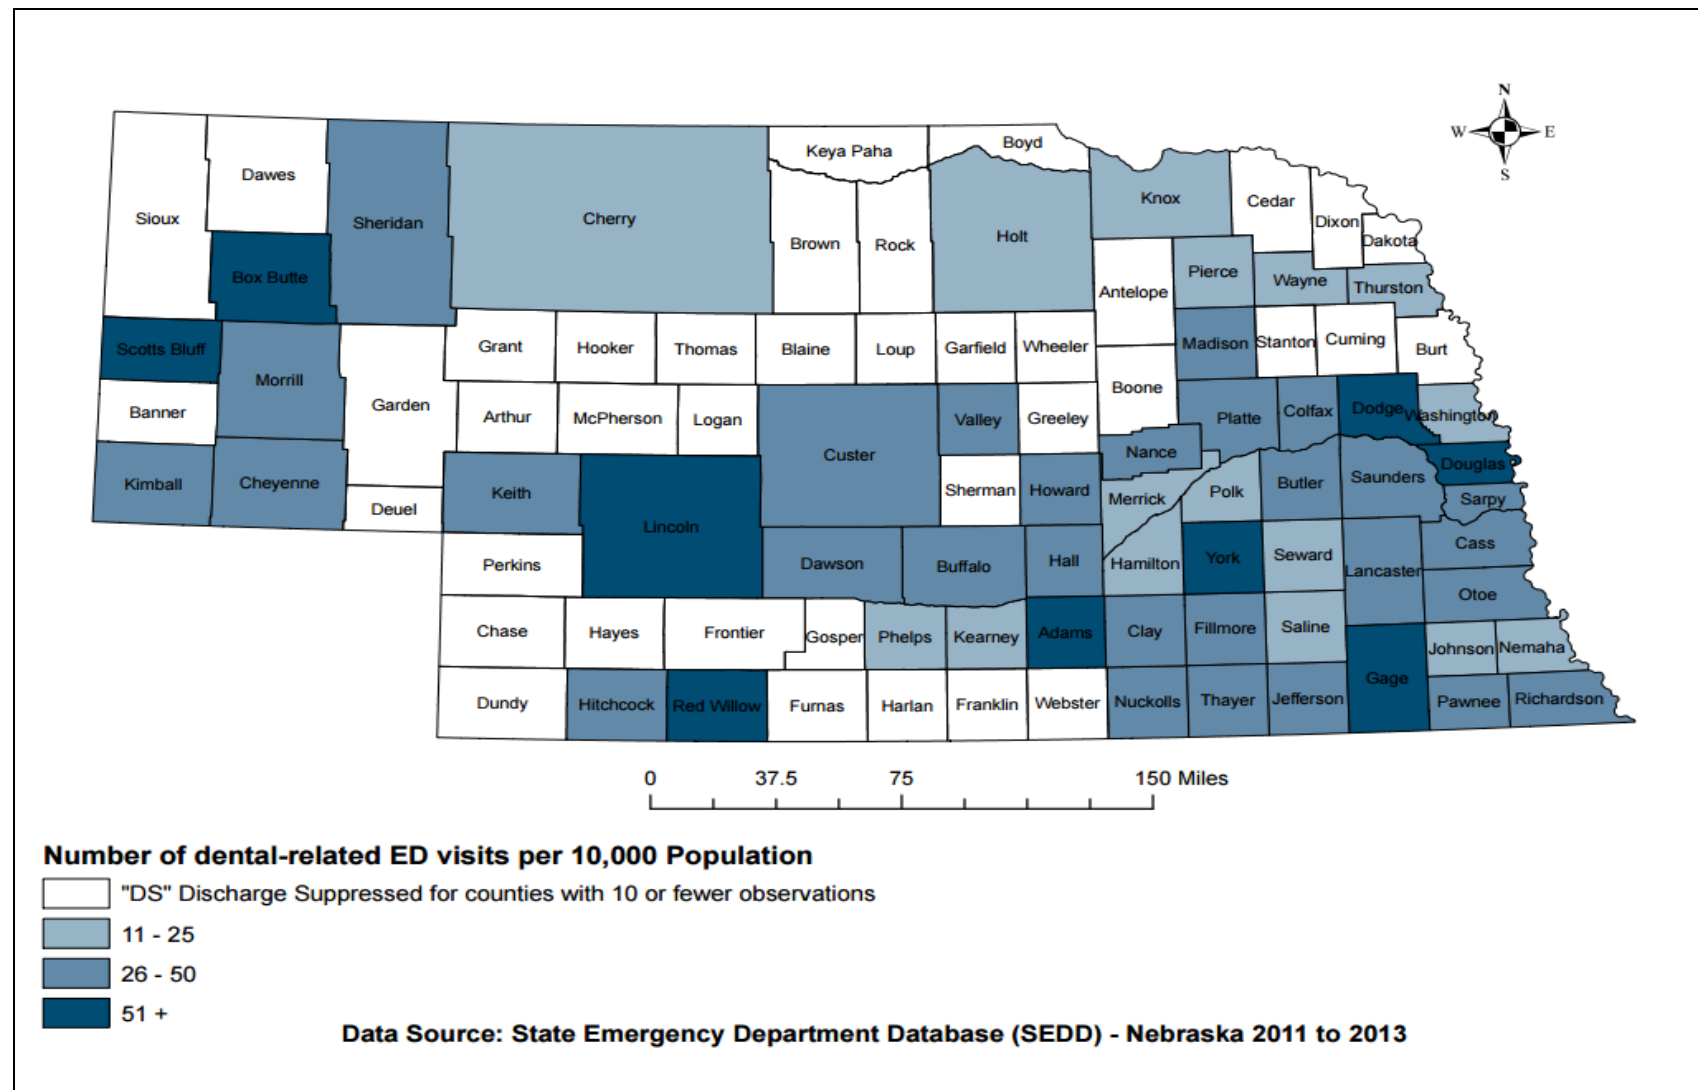 N
W E
S
Keya Paha
Boyd
Dawes
Sioux
Sheridan
Cherry
Brown
Rock
Holt
Knox
Cedar
Dixon
Dakota
Box Butte
Antelope
Pierce
Wayne
Thurston
Scotts Bluff
Morrill
Grant
Hooker
Thomas
Blaine
Loup
Garfield
Wheeler
Madison
Stanton
Cuming
Burt
Banner
Garden
Arthur
McPherson
Logan
Custer
Valley
Greeley
Boone
Platte
Colfax
Dodge
Washington
Kimball
Cheyenne
Deuel
Keith
Lincoln
Sherman
Howard
Nance
Merrick
Polk
Butler
Saunders
Douglas
Sarpy
Perkins
Dawson
Buffalo
Hall
Hamilton
York
Seward
Lancaster
Cass
Otoe
Chase
Hayes
Frontier
Gosper
Phelps
Kearney
Adams
Clay
Fillmore
Saline
Johnson
Nemaha
Dundy
Hitchcock
Red Willow
Furnas
Harlan
Franklin
Webster
Nuckolls
Thayer
Jefferson
Gage
Pawnee
Richardson
0 37.5 75 150 Miles
Number of dental-related ED visits per 10,000 Population
"DS" Discharge Suppressed for counties with 10 or fewer observations
11 - 25
26 - 50
51 +
Data Source: State Emergency Department Database (SEDD) - Nebraska 2011 to 2013